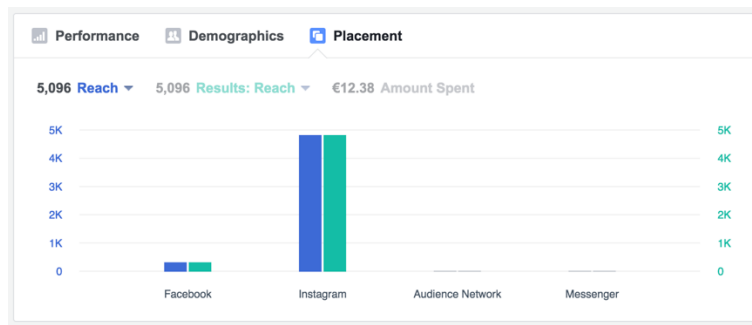 Performance Demographics Placement
5,096 Reach 5,096 Results: Reach €12.38 Amount Spent
5K 5K
4K 4K
3K 3K
2K 2K
1K 1K
0 0
Facebook Instagram Audience Network Messenger